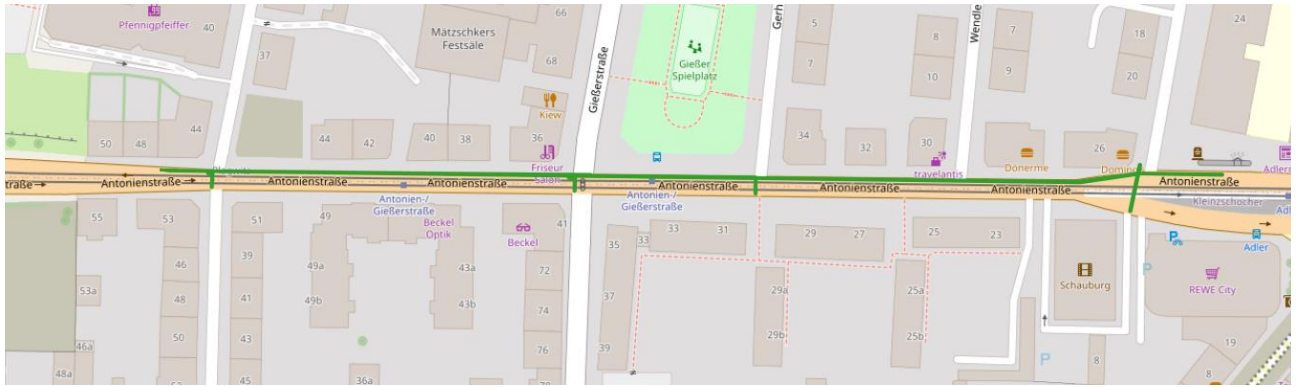 Pfennigpfeiffer
40
37
Mätzschkers
Festsäle
66
68
Gießerstraße
Gießer
Spielplatz
5
7
8
10
7
9
18
20
24
Kiew
50
48
44
44
42
40
38
36
34
32
30
26
Friseur
Salon
travelantis
Dönerme
Domino
Antonienstraße
Antonienstraße
Antonienstraße
Antonienstraße
Antonienstraße
Antonienstraße
Antonienstraße
Antonien-/
Gießerstraße
Antonien-/
Gießerstraße
Kleinzschocher
55
53
51
49
Beckel
Optik
Beckel
41
35
33
33
31
29
27
25
23
Adler
46
39
49a
43a
72
53a
48
41
49b
43b
74
37
29a
25a
Schauburg
P
REWE City
50
43
76
29b
25b
46a
39
P
19
48a
45
36a
8
8